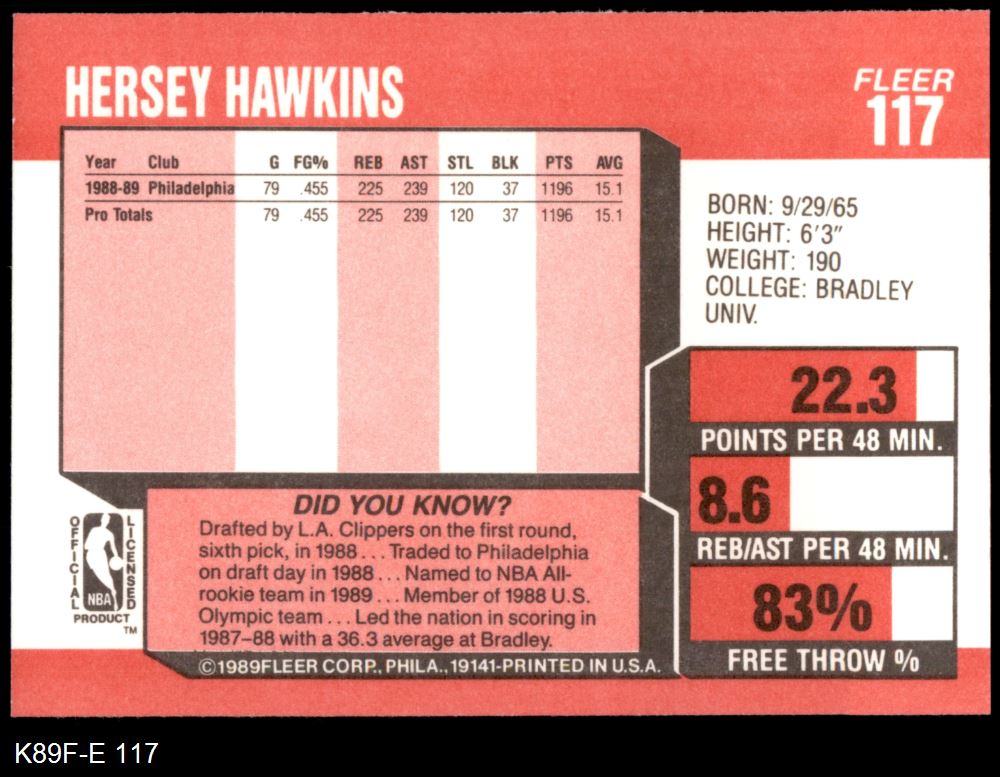 HERSEY HAWKINS
FLEER
117
Year Club G FG% REB AST STL BLK PTS AVG
1988-89 Philadelphia 79 .455 225 239 120 37 1196 15.1
Pro Totals 79 .455 225 239 120 37 1196 15.1
BORN: 9/29/65
HEIGHT: 6'3"
WEIGHT: 190
COLLEGE: BRADLEY
UNIV.
22.3
POINTS PER 48 MIN.
8.6
REB/AST PER 48 MIN.
83%
FREE THROW %
DID YOU KNOW?
Drafted by L.A. Clippers on the first round,
sixth pick, in 1988 . . . Traded to Philadelphia
on draft day in 1988 . . . Named to NBA All-
rookie team in 1989 . . . Member of 1988 U.S.
Olympic team . . . Led the nation in scoring in
1987–88 with a 36.3 average at Bradley.
OFFICIAL
LICENSED
NBA
PRODUCT
TM
©1989 FLEER CORP., PHILA., 19141-PRINTED IN U.S.A.
K89F-E 117